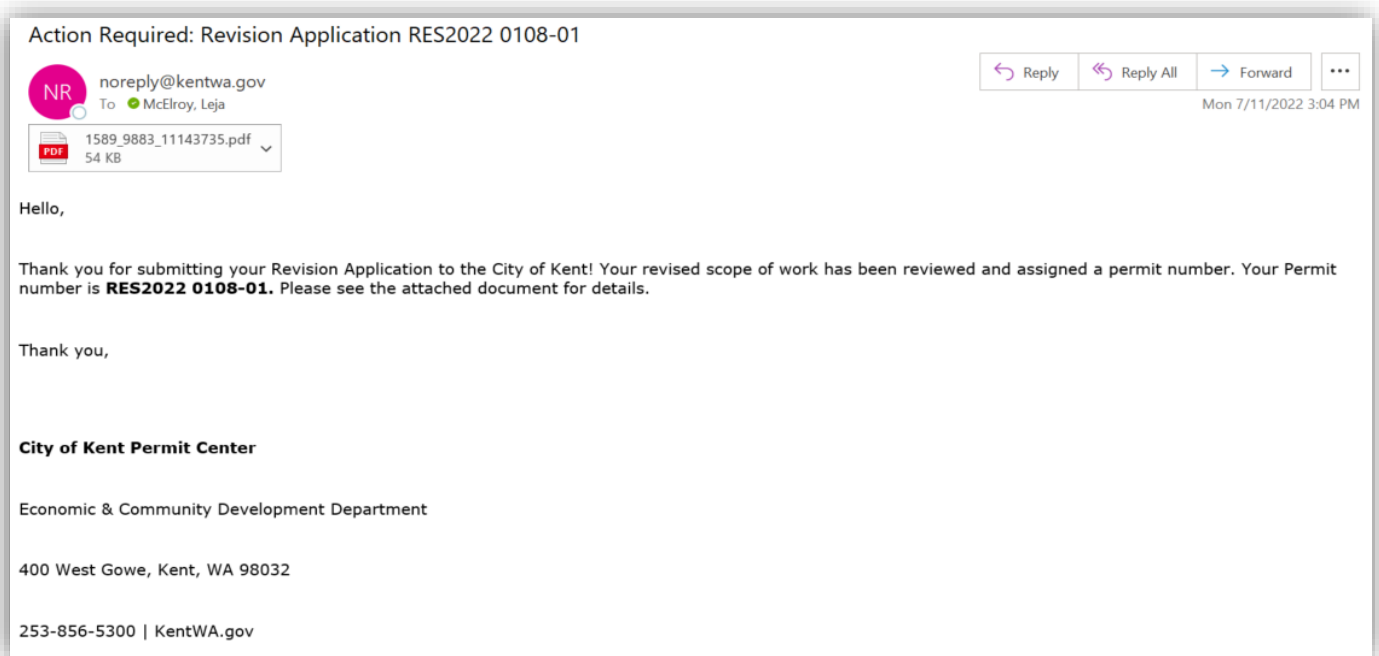 Action Required: Revision Application RES2022 0108-01
NR
noreply@kentwa.gov
To McElroy, Leja
Reply
Reply All
Forward
Mon 7/11/2022 3:04 PM
PDF
1589_9883_11143735.pdf
54 KB
Hello,
Thank you for submitting your Revision Application to the City of Kent! Your revised scope of work has been reviewed and assigned a permit number. Your Permit
number is RES2022 0108-01. Please see the attached document for details.
Thank you,
City of Kent Permit Center
Economic & Community Development Department
400 West Gowe, Kent, WA 98032
253-856-5300 | KentWA.gov